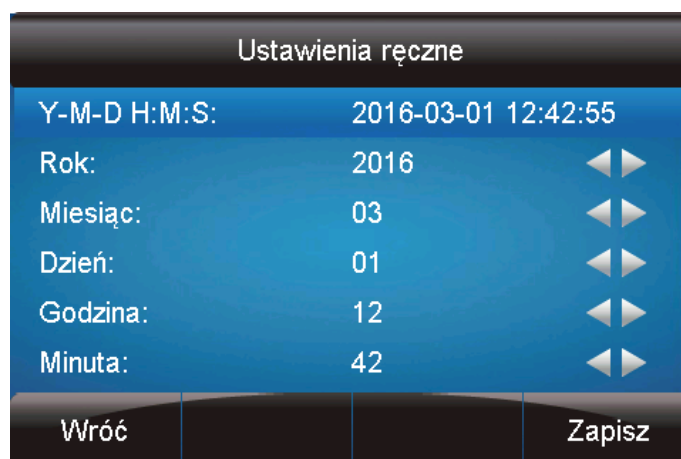 Ustawienia ręczne
Y-M-D H:M:S: 2016-03-01 12:42:55
Rok: 2016
Miesiąc: 03
Dzień: 01
Godzina: 12
Minuta: 42
Wróć Zapisz